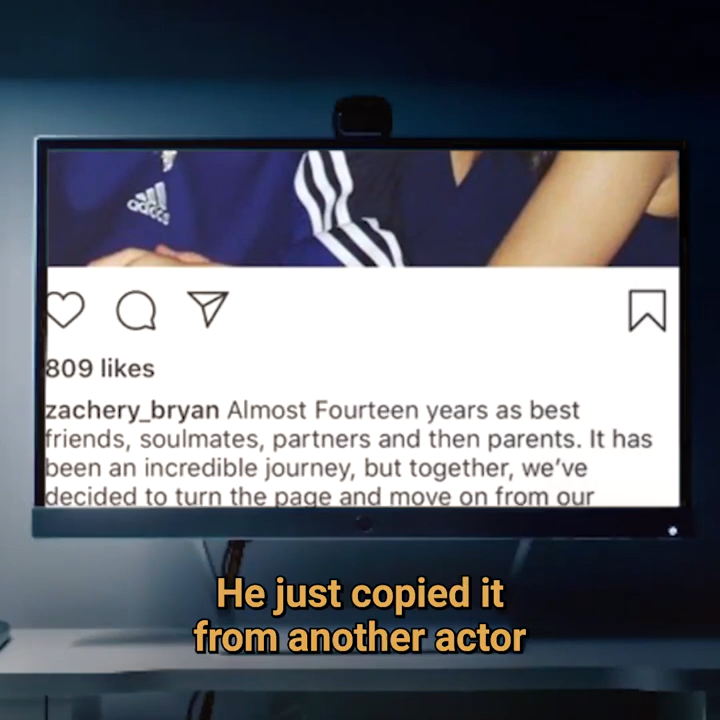 adidas
809 likes
zachery_bryan Almost Fourteen years as best
friends, soulmates, partners and then parents. It has
been an incredible journey, but together, we've
decided to turn the page and move on from our
He just copied it
from another actor